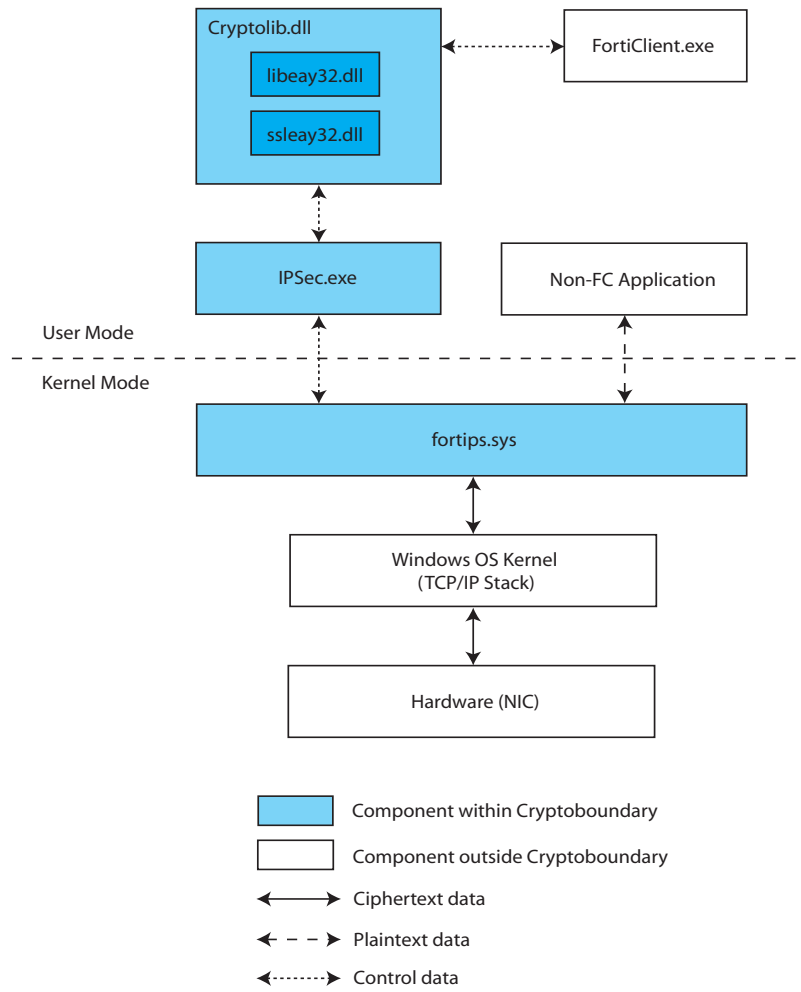 Cryptolib.dll
libeay32.dll
ssleay32.dll
FortiClient.exe
IPSec.exe
Non-FC Application
User Mode
Kernel Mode
fortips.sys
Windows OS Kernel
(TCP/IP Stack)
Hardware (NIC)
Component within Cryptoboundary
Component outside Cryptoboundary
Ciphertext data
Plaintext data
Control data